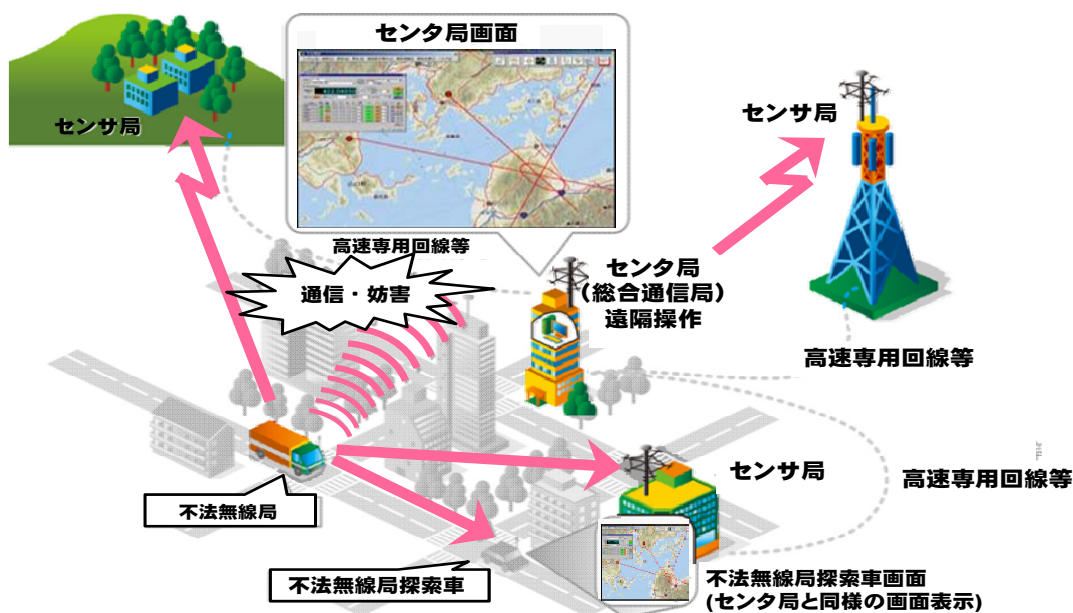 センタ局画面
センサ局
センサ局
高速専用回線等
通信・妨害
センタ局
(総合通信局)
遠隔操作
高速専用回線等
センサ局
高速専用回線等
不法無線局
不法無線局探索車
不法無線局探索車画面
(センタ局と同様の画面表示)